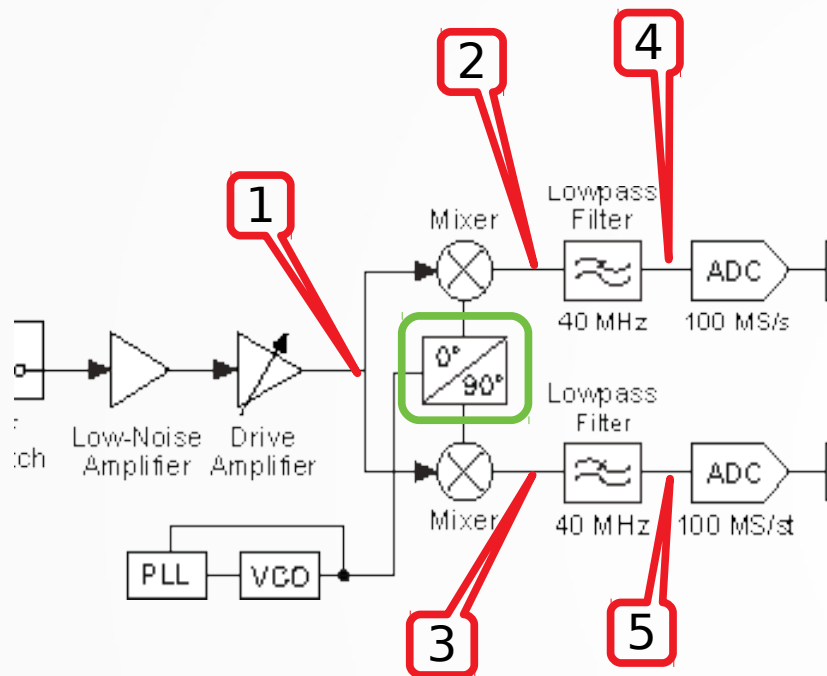 4
2
1
Lowpass
Filter
Mixer
ADC
40 MHz
100 MS/s
0°
90°
Low-Noise
Amplifier
Drive
Amplifier
tch
Lowpass
Filter
ADC
Mixer
40 MHz
100 MS/st
PLL
VCO
3
5